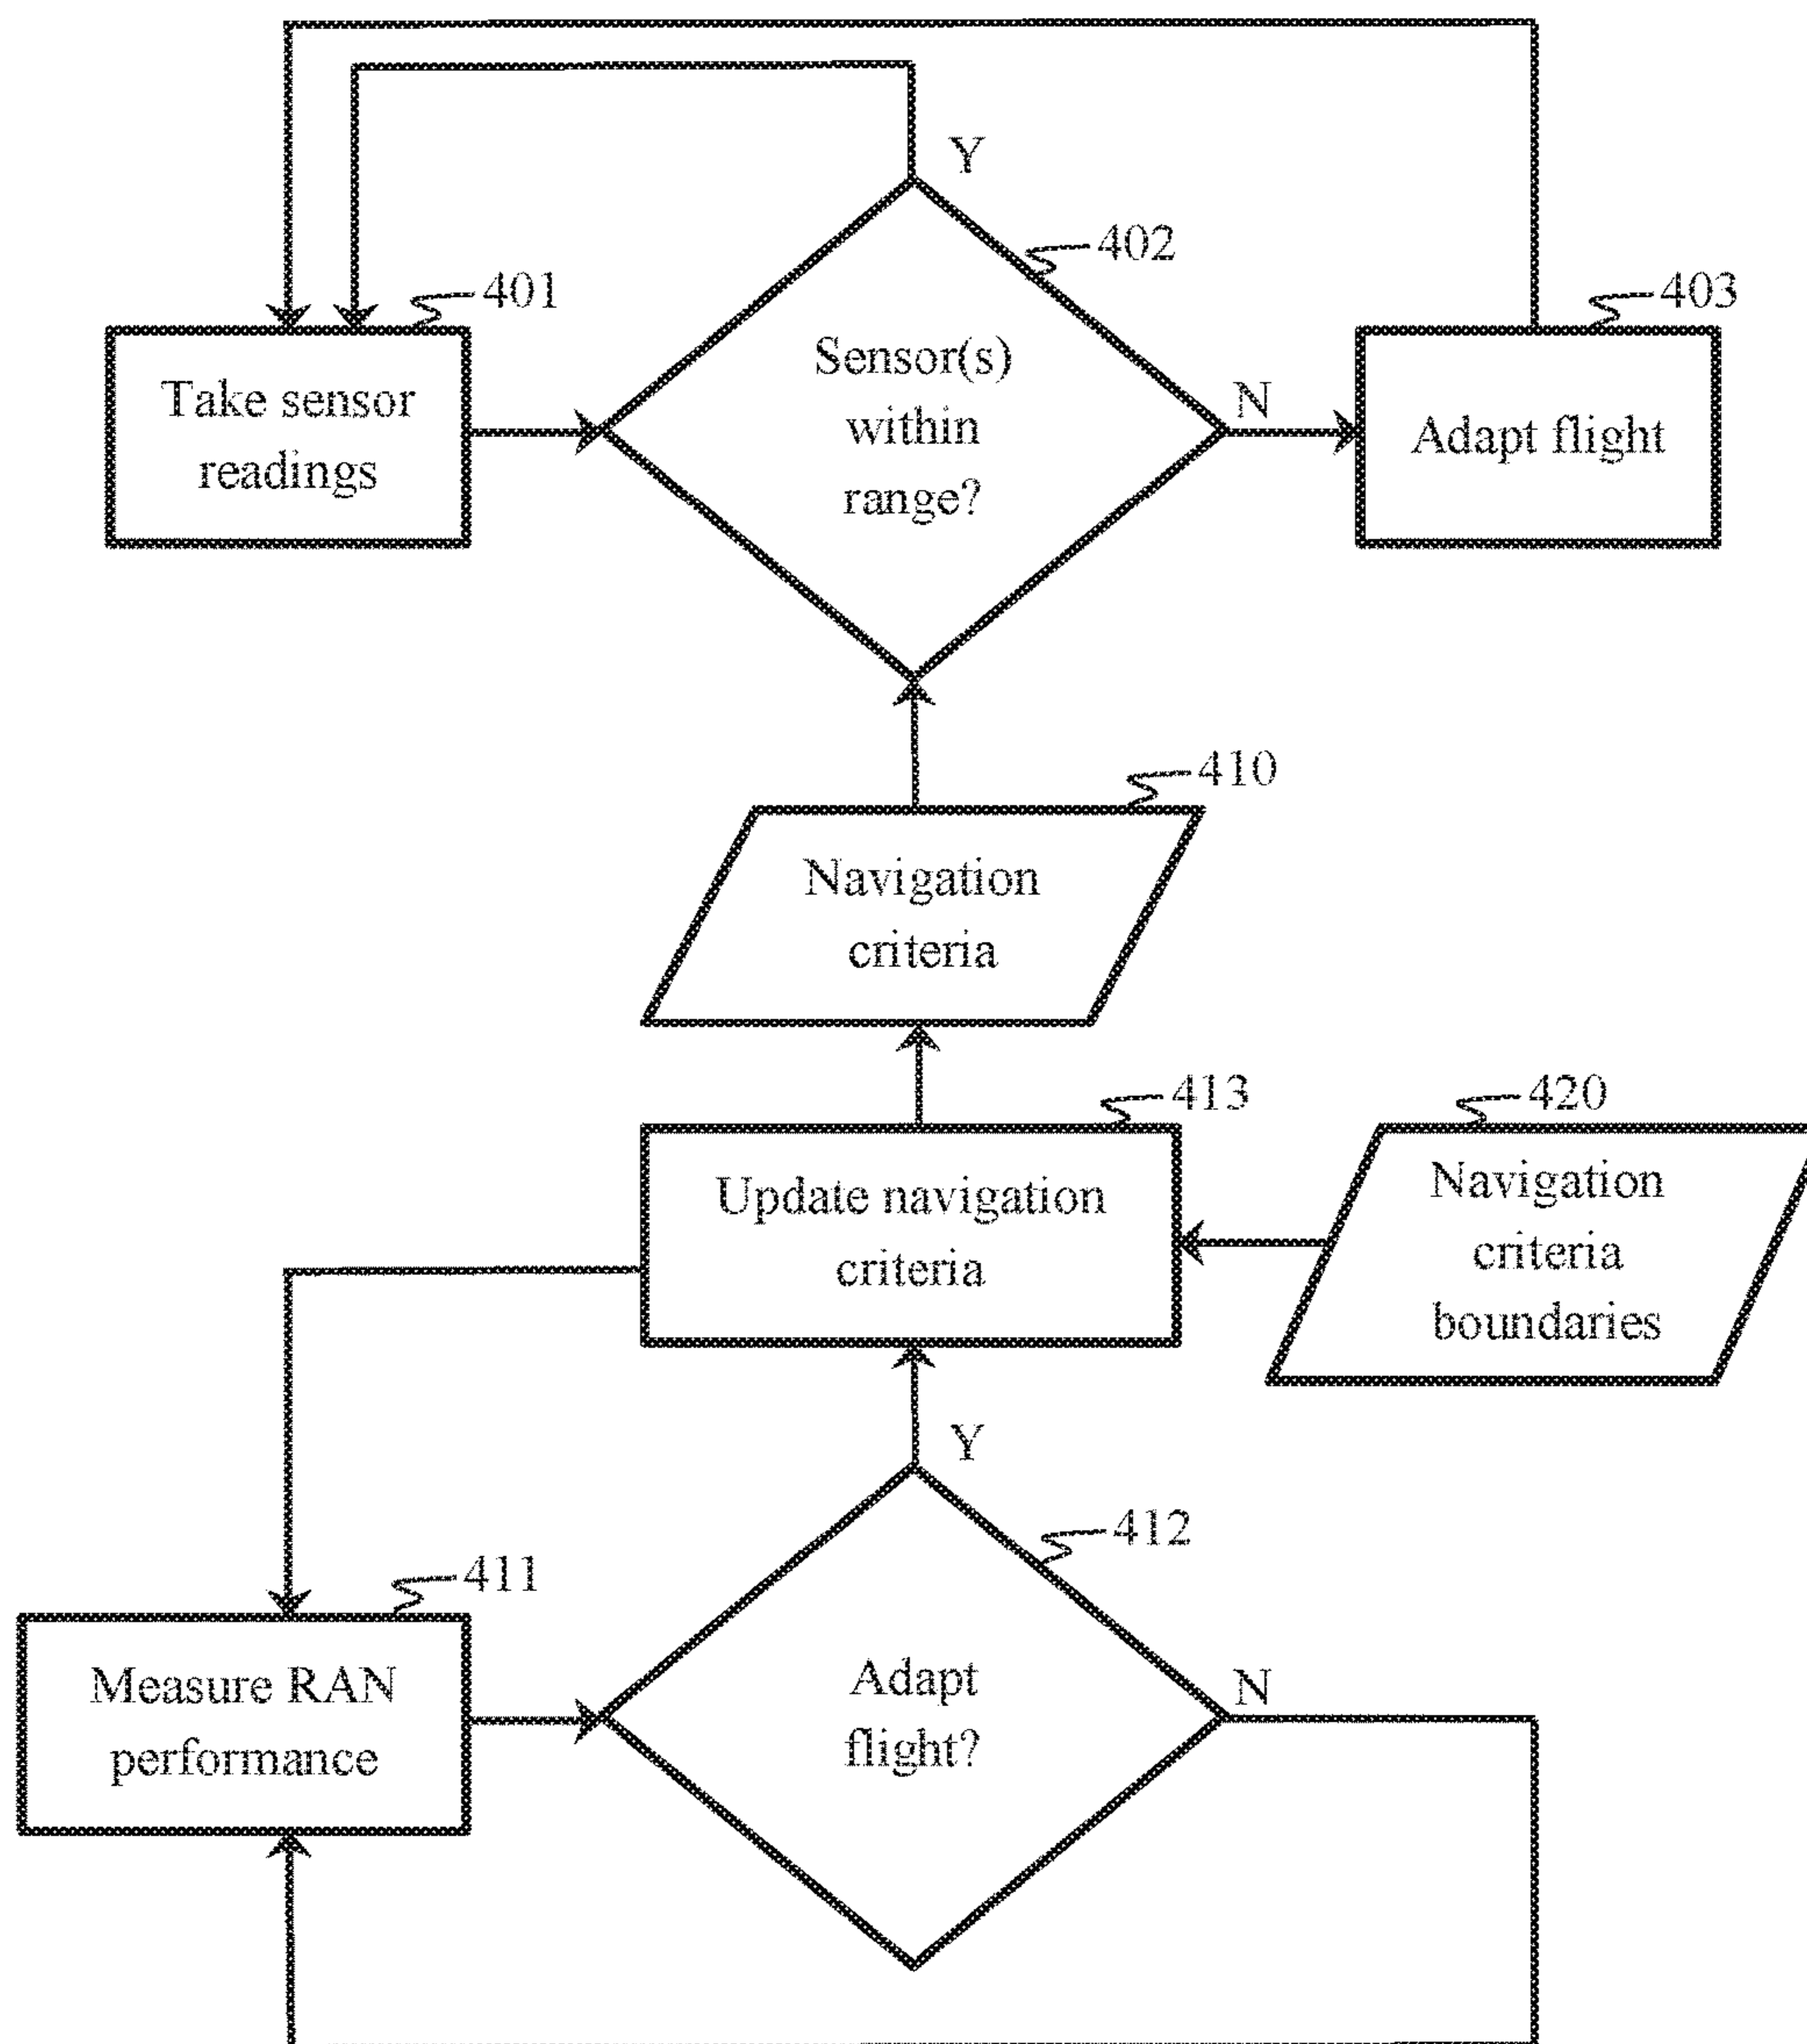 Y
402
401
403
Take sensor
readings
Sensor(s)
within
range?
N
Adapt flight
410
Navigation
criteria
413
420
Update navigation
criteria
Navigation
criteria
boundaries
Y
412
411
Measure RAN
performance
Adapt
flight?
N